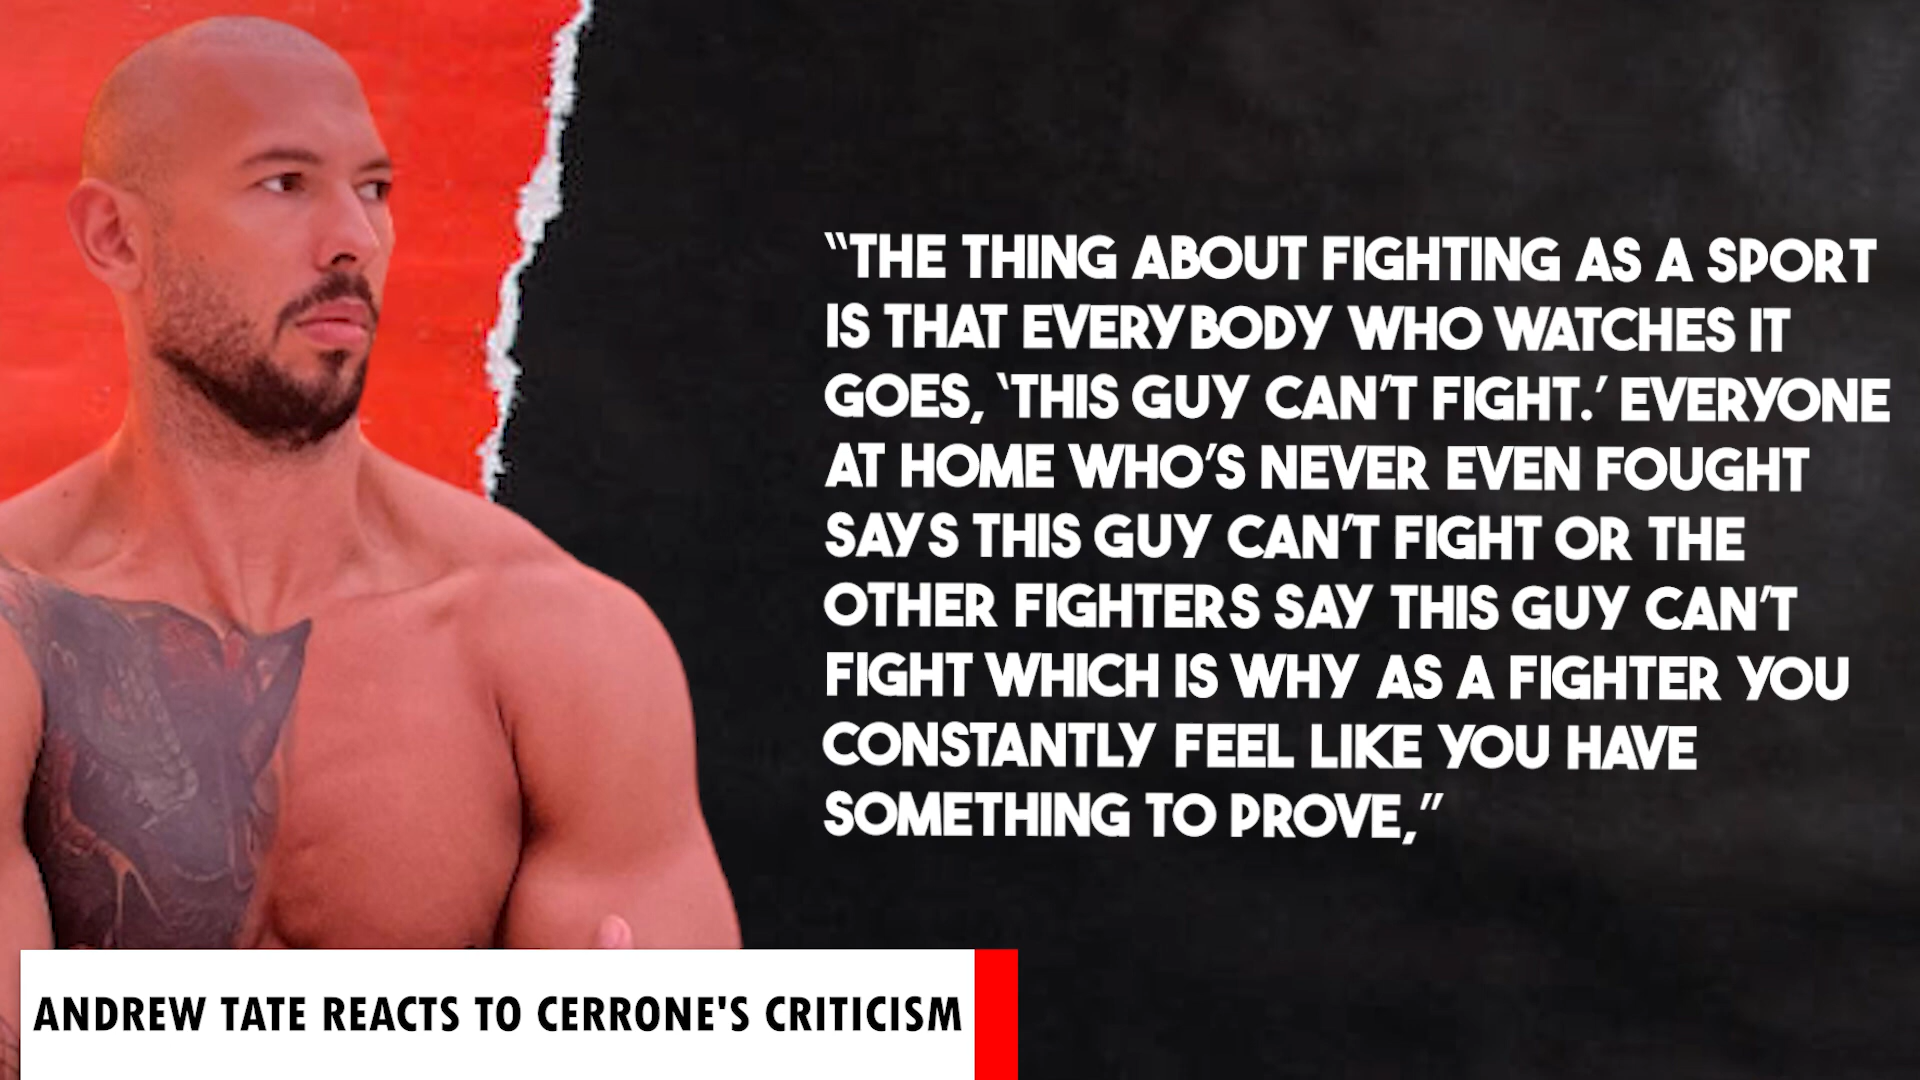 “THE THING ABOUT FIGHTING AS A SPORT
IS THAT EVERYBODY WHO WATCHES IT
GOES, ‘THIS GUY CAN’T FIGHT.’ EVERYONE
AT HOME WHO’S NEVER EVEN FOUGHT
SAYS THIS GUY CAN’T FIGHT OR THE
OTHER FIGHTERS SAY THIS GUY CAN’T
FIGHT WHICH IS WHY AS A FIGHTER YOU
CONSTANTLY FEEL LIKE YOU HAVE
SOMETHING TO PROVE,”
ANDREW TATE REACTS TO CERRONE'S CRITICISM